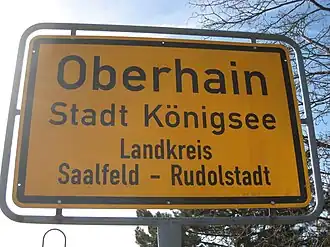 Oberhain
Stadt Königsee
Landkreis
Saalfeld - Rudolstadt